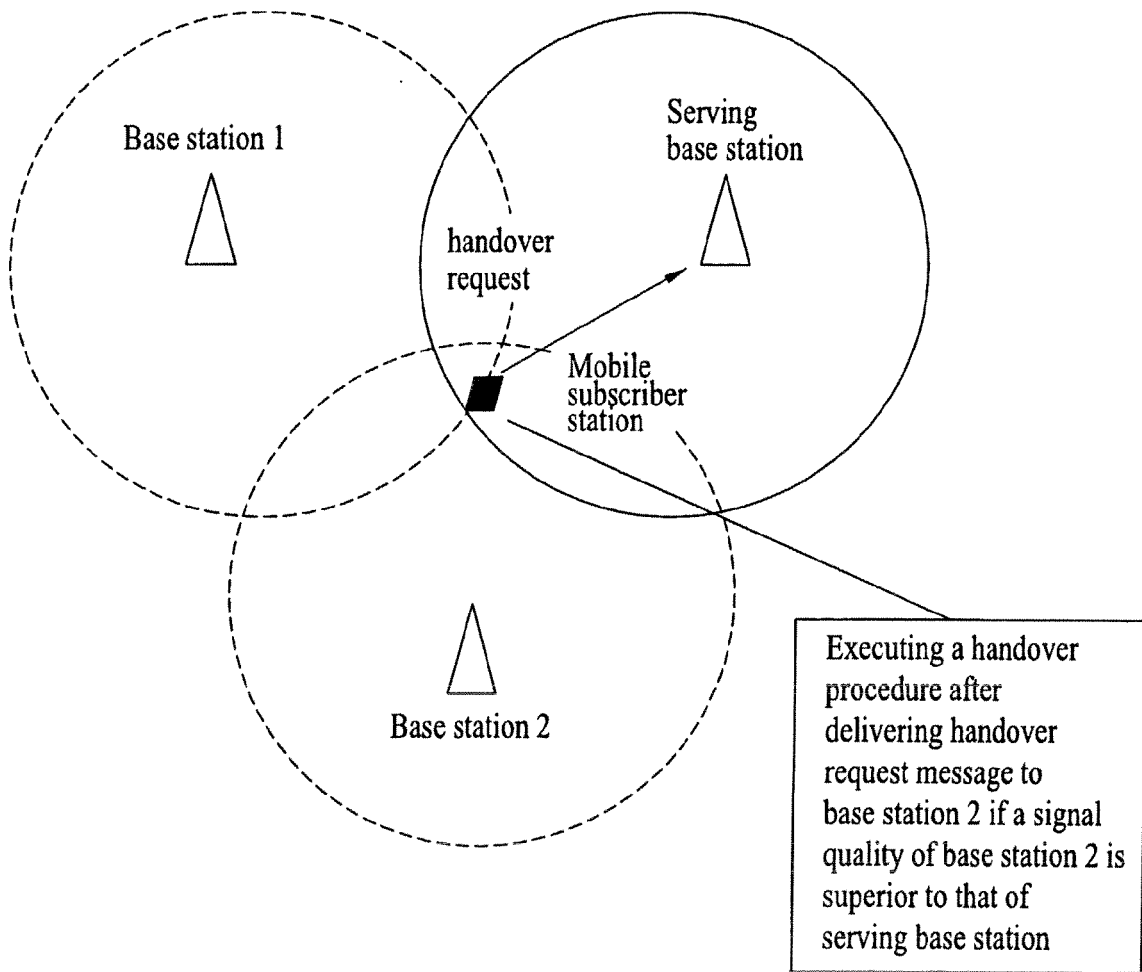 Base station 1
Serving
base station
handover
request
Mobile
subscriber
station
Base station 2
Executing a handover
procedure after
delivering handover
request message to
base station 2 if a signal
quality of base station 2 is
superior to that of
serving base station